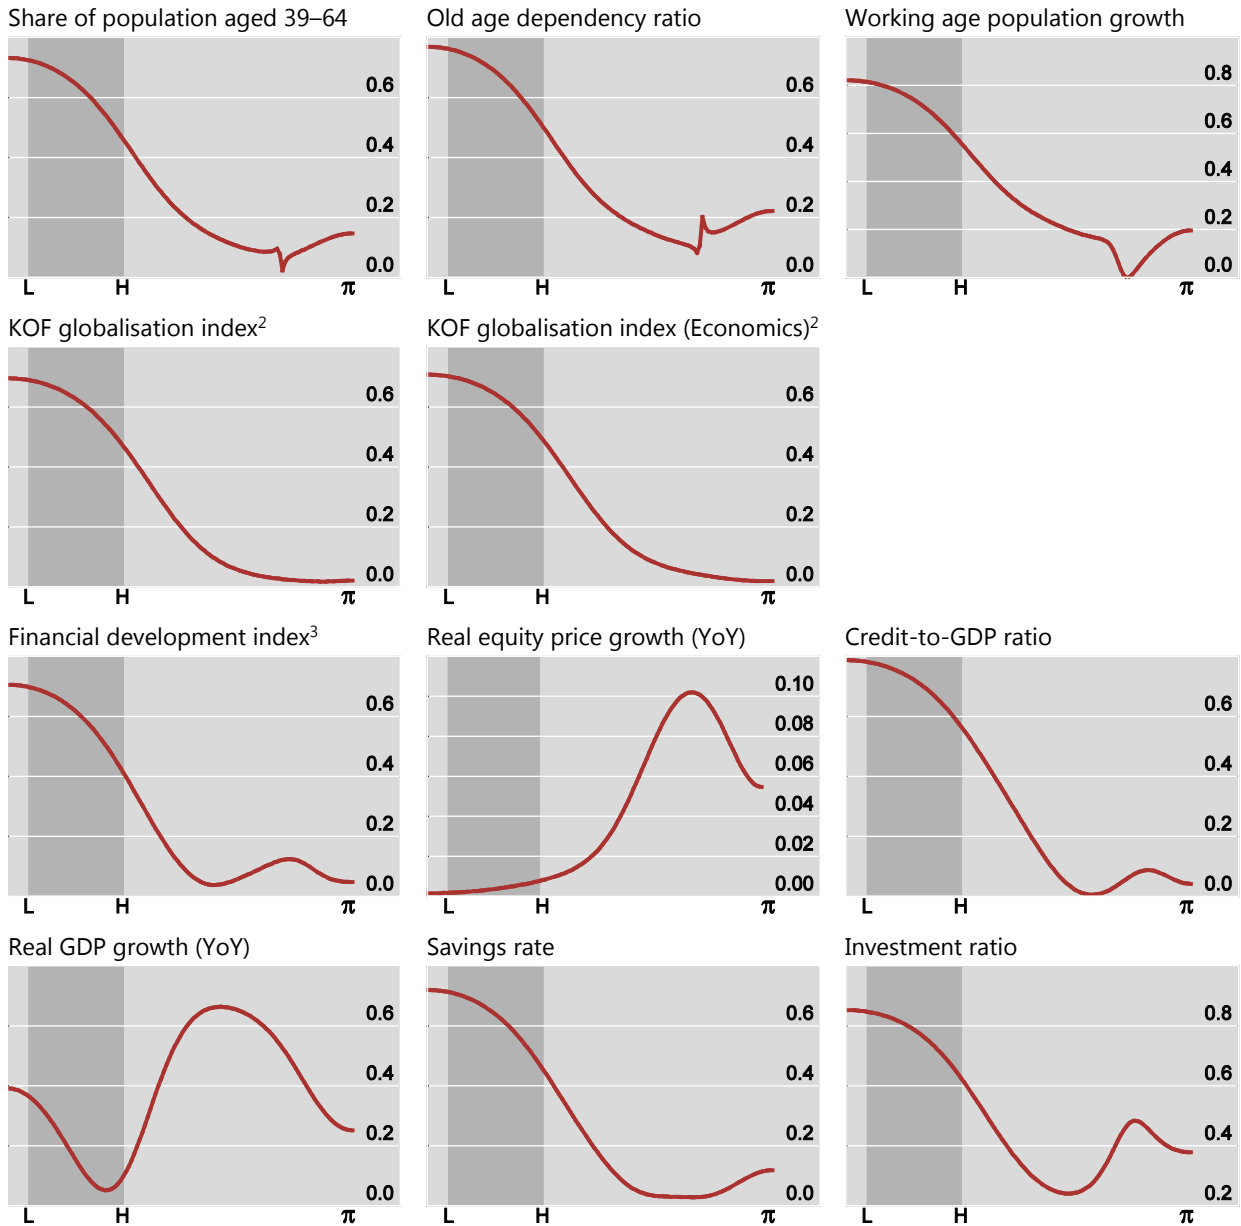 Share of population aged 39–64
Old age dependency ratio
Working age population growth
0.6
0.4
0.2
0.0
L H π
0.6
0.4
0.2
0.0
L H π
0.8
0.6
0.4
0.2
0.0
L H π
KOF globalisation index²
KOF globalisation index (Economics)²
0.6
0.4
0.2
0.0
L H π
0.6
0.4
0.2
0.0
L H π
Financial development index³
Real equity price growth (YoY)
Credit-to-GDP ratio
0.6
0.4
0.2
0.0
L H π
0.10
0.08
0.06
0.04
0.02
0.00
L H π
0.6
0.4
0.2
0.0
L H π
Real GDP growth (YoY)
Savings rate
Investment ratio
0.6
0.4
0.2
0.0
L H π
0.6
0.4
0.2
0.0
L H π
0.8
0.6
0.4
0.2
L H π